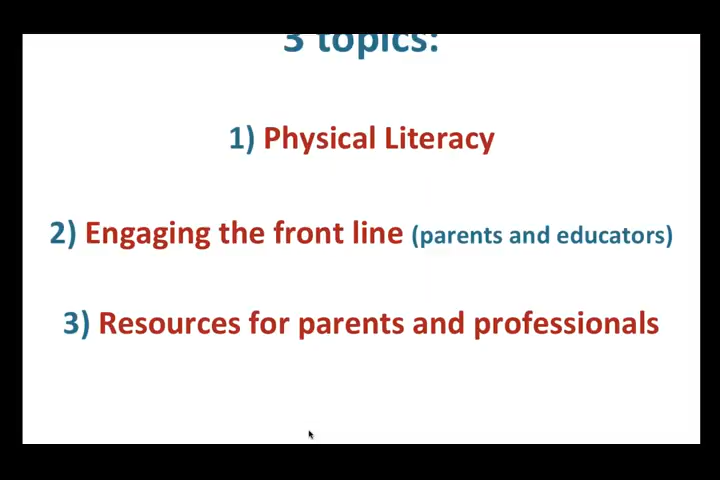 3 topics:
1) Physical Literacy
2) Engaging the front line (parents and educators)
3) Resources for parents and professionals